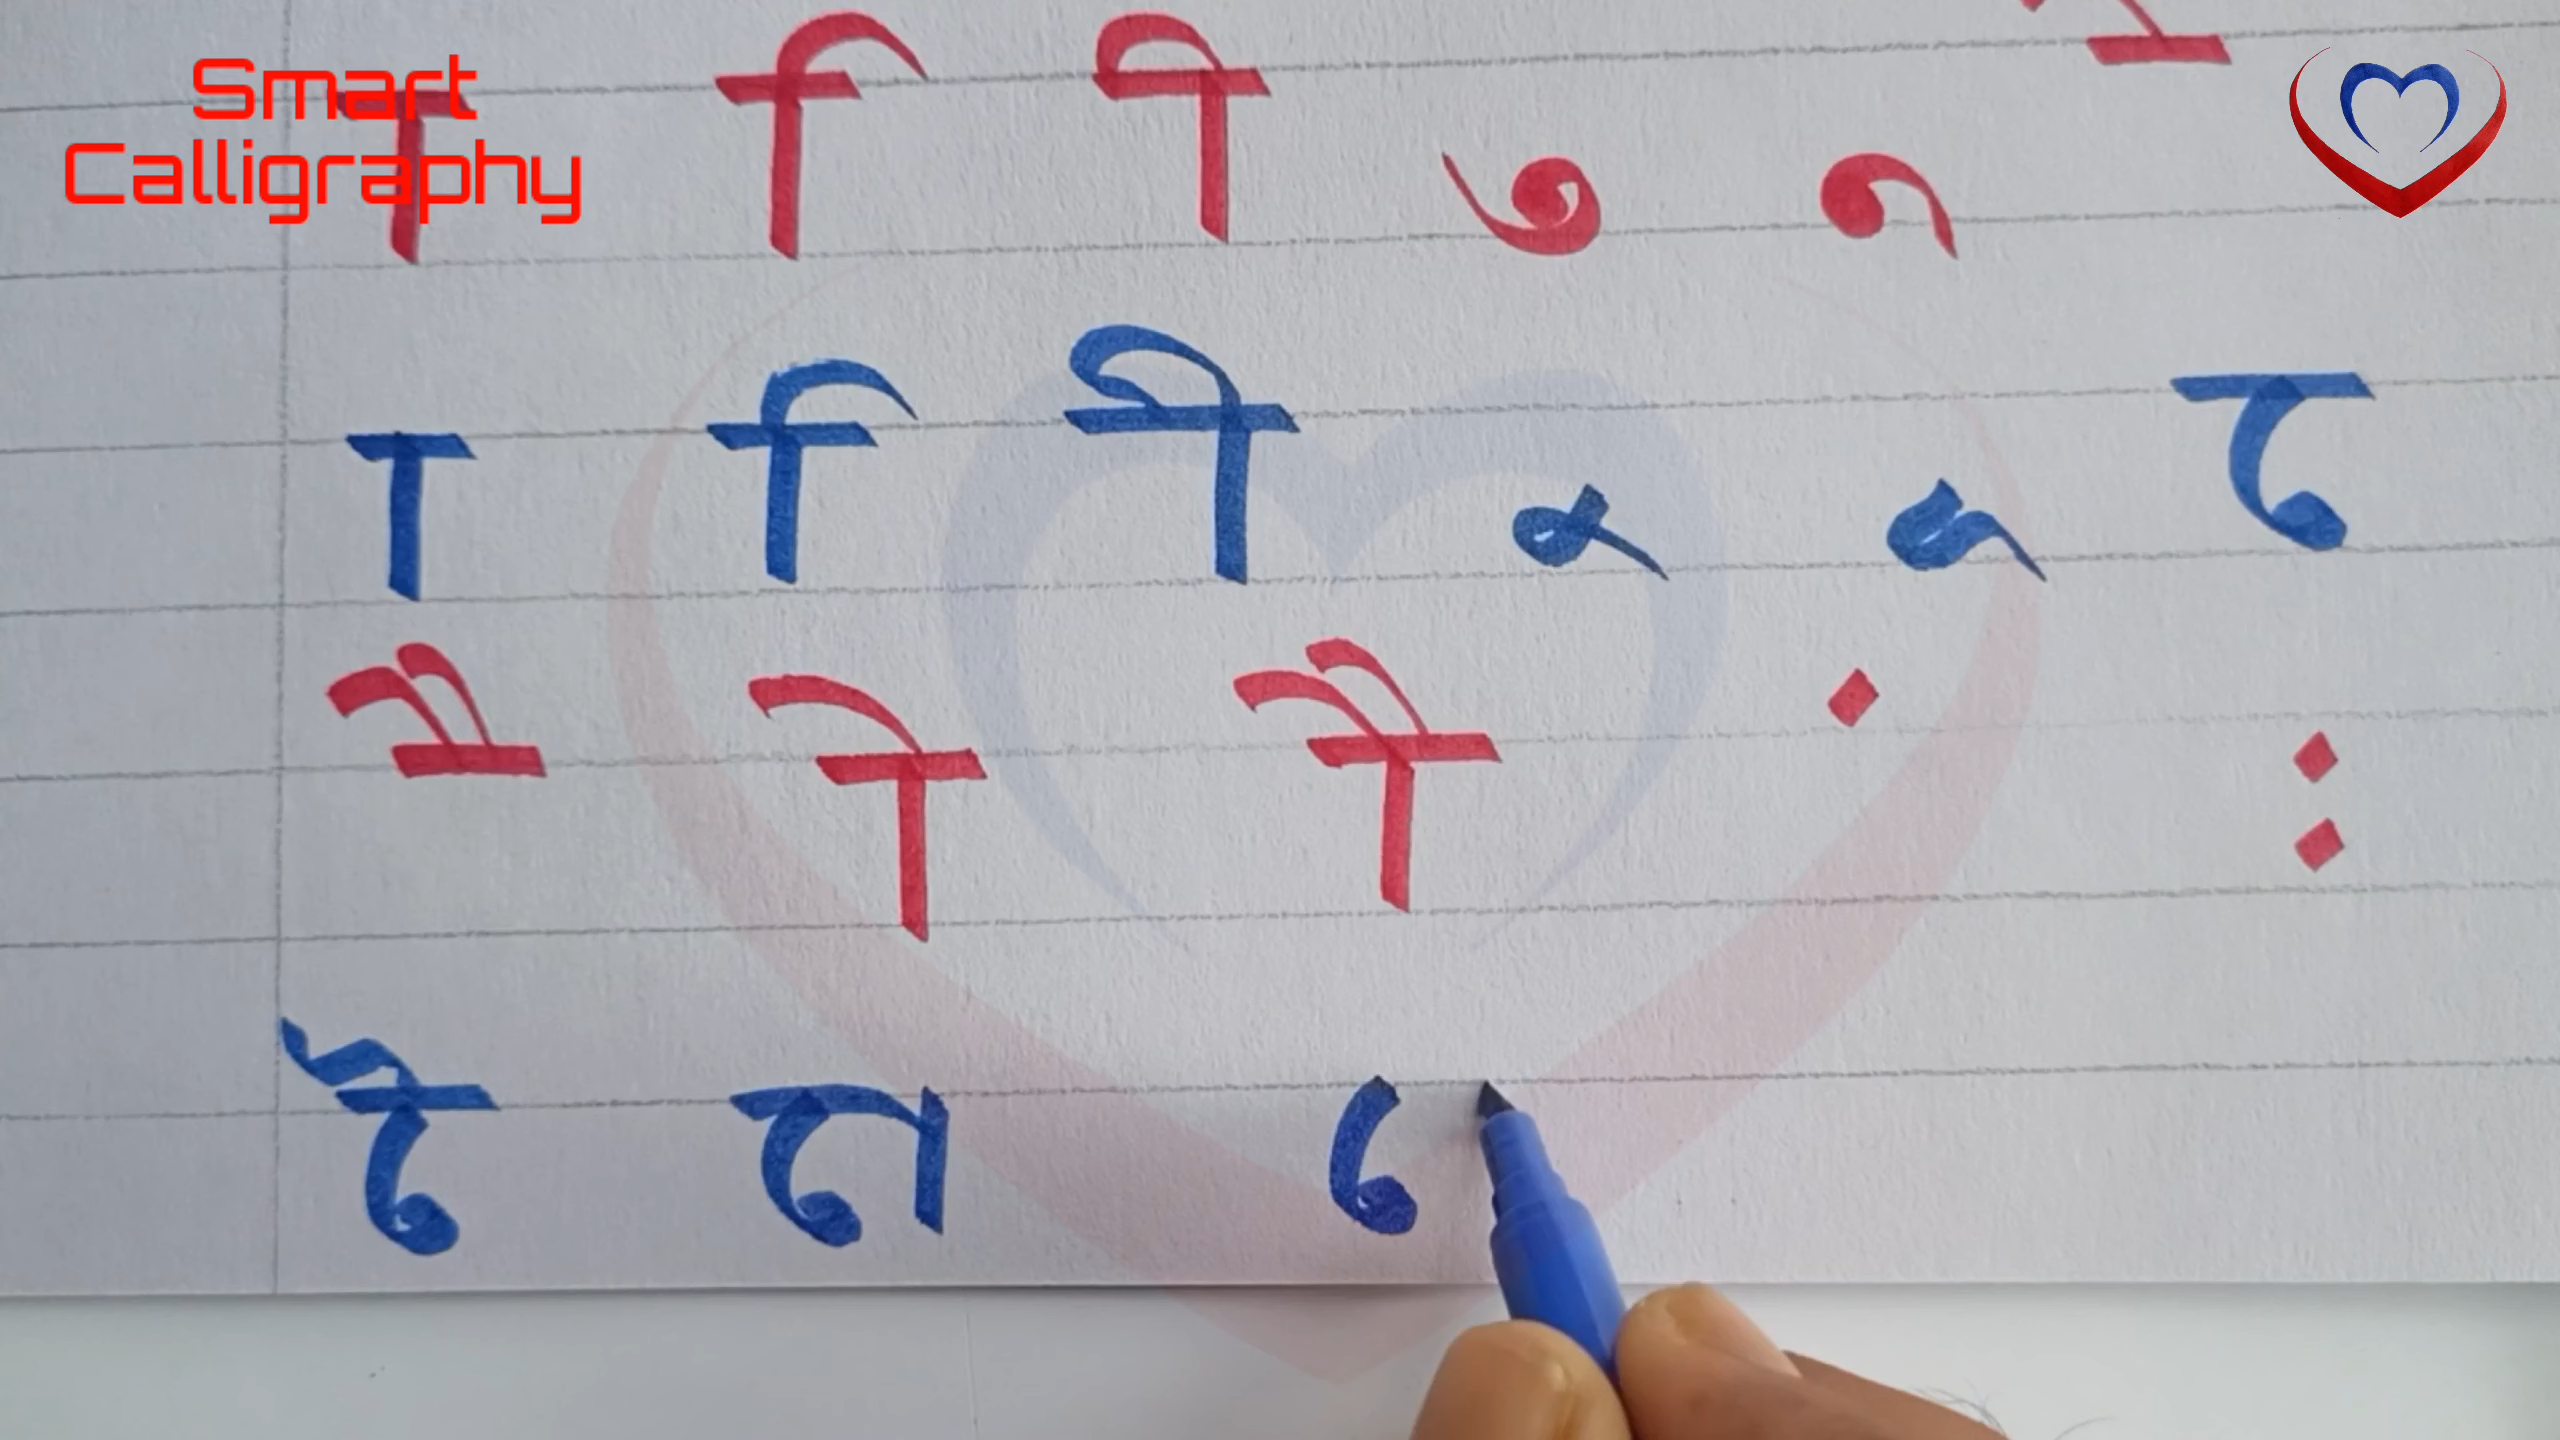 Smart
Calligraphy
ा ि ी ु ू े
া ি ী ু ূ ে
ै ो ौ ं ः
ৈ ো ে